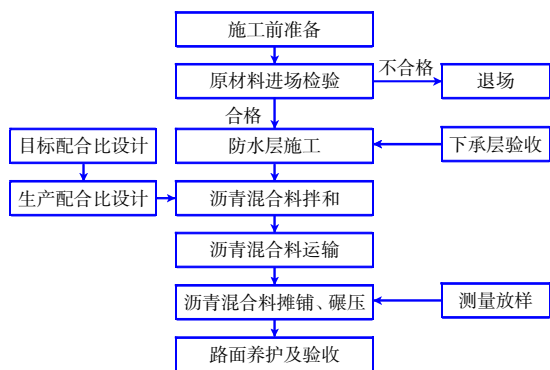 施工前准备
原材料进场检验
不合格
退场
合格
目标配合比设计
防水层施工
下承层验收
生产配合比设计
沥青混合料拌和
沥青混合料运输
沥青混合料摊铺、碾压
测量放样
路面养护及验收